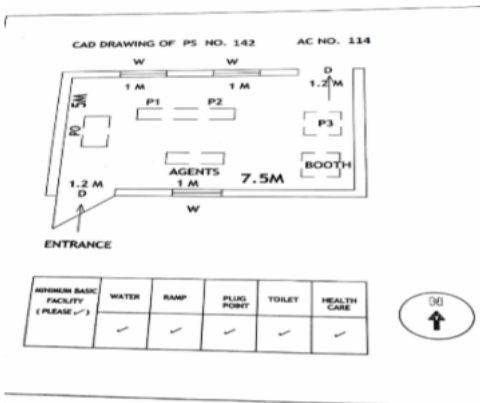 CAD DRAWING OF PS NO. 142 AC NO. 114
W W D
1 M 1 M 1.2 M
5M
P1 P2
PO
P3
AGENTS
BOOTH
1.2 M 1 M 7.5M
D
W
ENTRANCE
MINIMUM BASIC FACILITY (PLEASE ✓) WATER RAMP PLUG POINT TOILET HEALTH CARE
✓ ✓ ✓ ✓ ✓
N